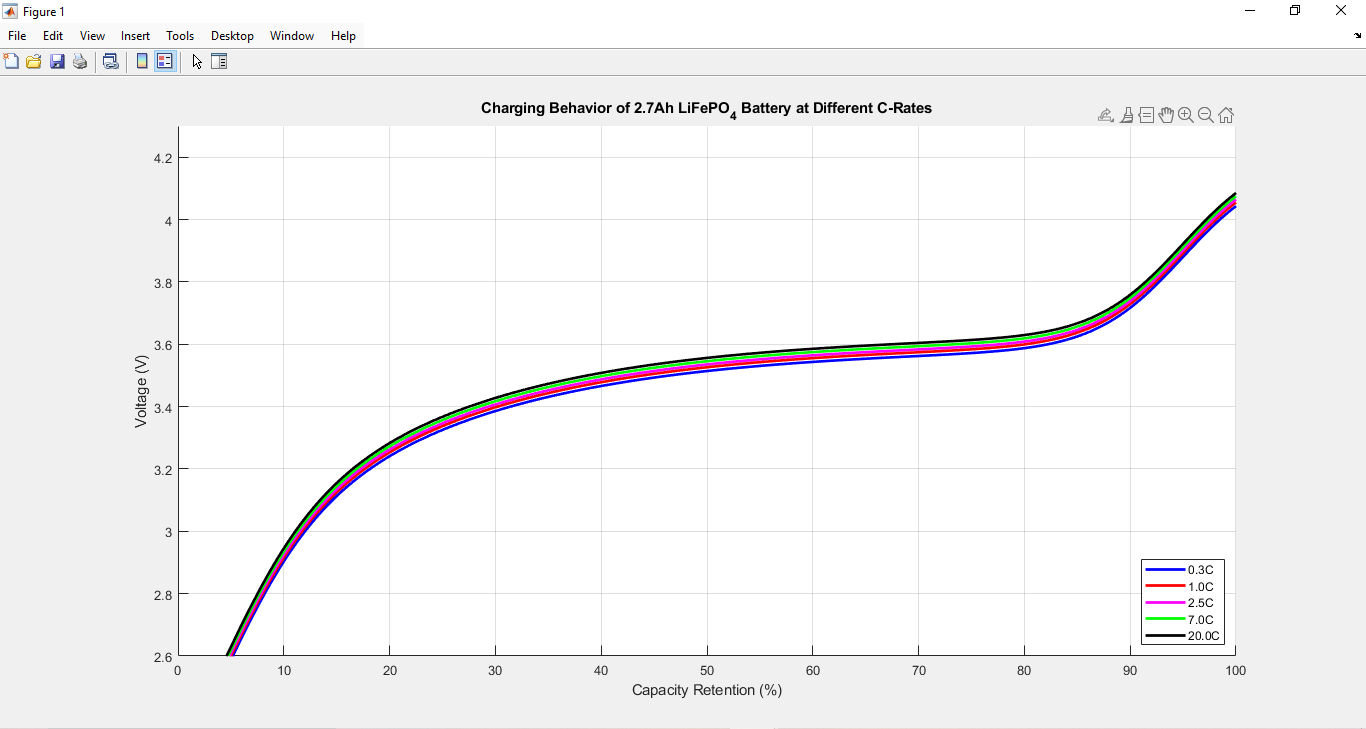 Figure 1
File Edit View Insert Tools Desktop Window Help
Charging Behavior of 2.7Ah LiFePO4 Battery at Different C-Rates
4.2
4
3.8
3.6
3.4
3.2
3
2.8
2.6
Voltage (V)
0 10 20 30 40 50 60 70 80 90 100
Capacity Retention (%)
0.3C
1.0C
2.5C
7.0C
20.0C